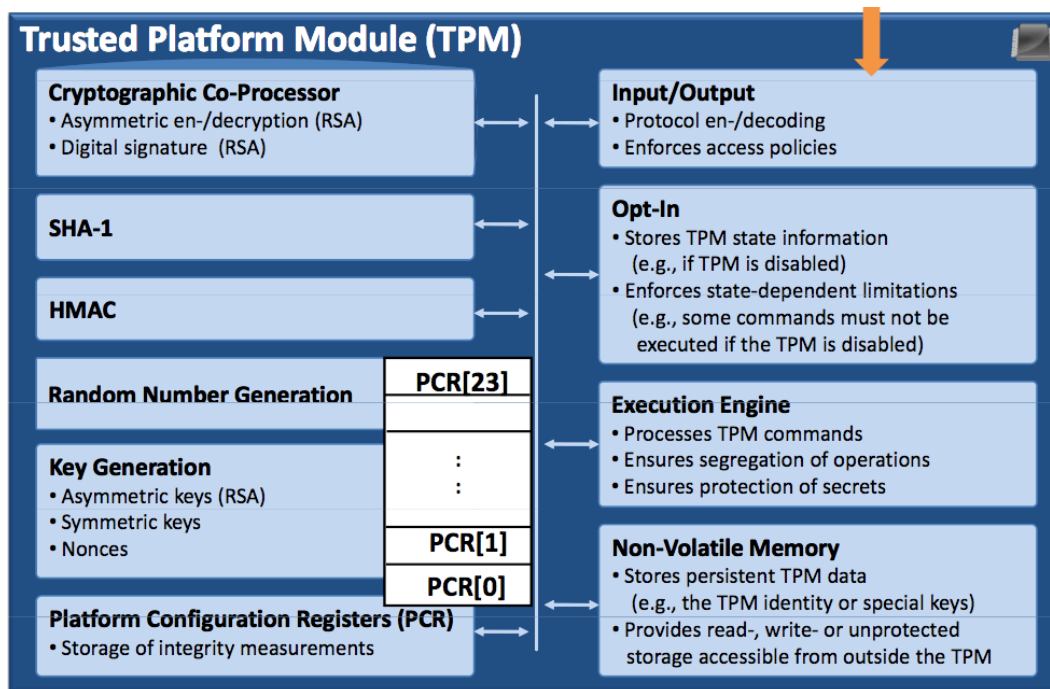 Trusted Platform Module (TPM)
Cryptographic Co-Processor
• Asymmetric en-/decryption (RSA)
• Digital signature (RSA)
SHA-1
HMAC
Random Number Generation
Key Generation
• Asymmetric keys (RSA)
• Symmetric keys
• Nonces
PCR[23]
:
:
PCR[1]
PCR[0]
Platform Configuration Registers (PCR)
• Storage of integrity measurements
Input/Output
• Protocol en-/decoding
• Enforces access policies
Opt-In
• Stores TPM state information
(e.g., if TPM is disabled)
• Enforces state-dependent limitations
(e.g., some commands must not be
executed if the TPM is disabled)
Execution Engine
• Processes TPM commands
• Ensures segregation of operations
• Ensures protection of secrets
Non-Volatile Memory
• Stores persistent TPM data
(e.g., the TPM identity or special keys)
• Provides read-, write- or unprotected
storage accessible from outside the TPM